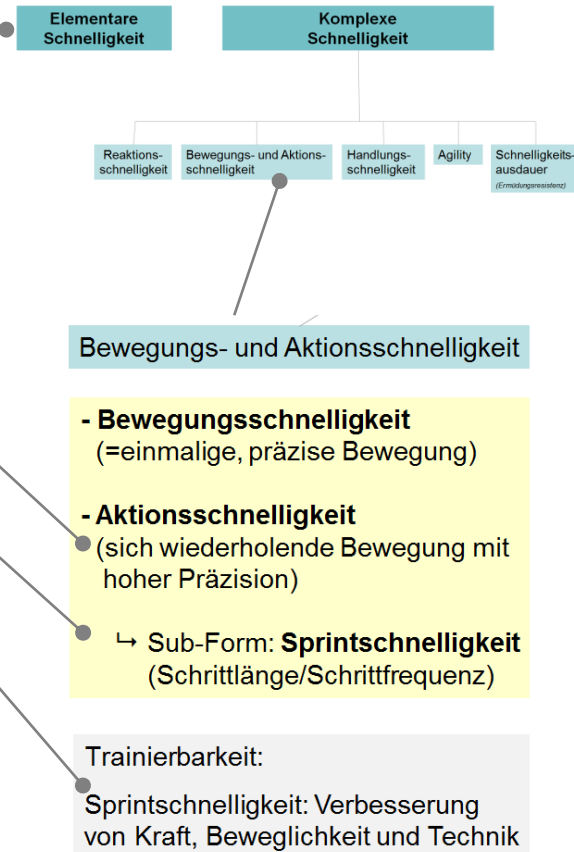 Elementare
Schnelligkeit
Komplexe
Schnelligkeit
Reaktions-
schnelligkeit
Bewegungs- und Aktions-
schnelligkeit
Handlungs-
schnelligkeit
Agility
Schnelligkeits-
ausdauer
(Ermüdungsresistenz)
Bewegungs- und Aktionsschnelligkeit
- Bewegungsschnelligkeit
(=einmalige, präzise Bewegung)
- Aktionsschnelligkeit
(sich wiederholende Bewegung mit
hoher Präzision)
↳ Sub-Form: Sprintschnelligkeit
(Schrittlänge/Schrittfrequenz)
Trainierbarkeit:
Sprintschnelligkeit: Verbesserung
von Kraft, Beweglichkeit und Technik